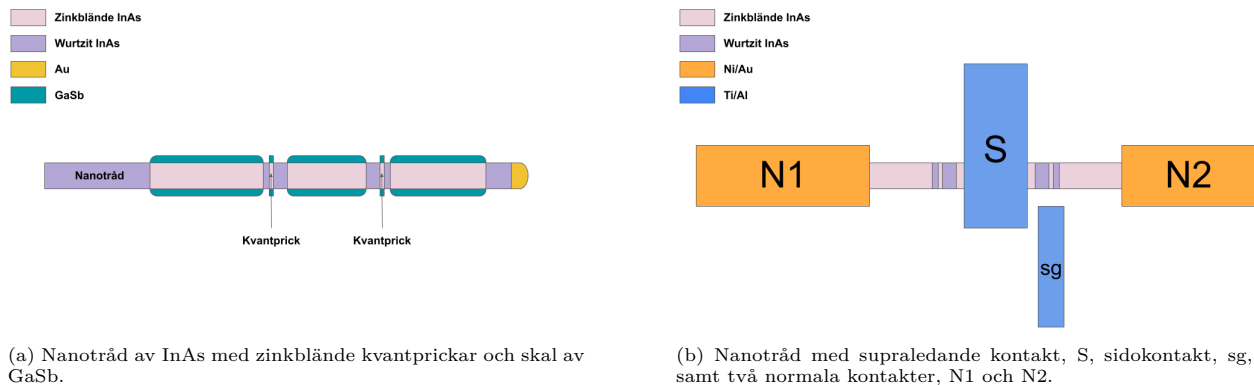 Zinkblände InAs
Wurtzit InAs
Au
GaSb
Nanotråd
Kvantprick
Kvantprick
(a) Nanotråd av InAs med zinkblände kvantprickar och skal av
GaSb.
Zinkblände InAs
Wurtzit InAs
Ni/Au
Ti/Al
N1
S
N2
sg
(b) Nanotråd med supraledande kontakt, S, sidokontakt, sg,
samt två normala kontakter, N1 och N2.